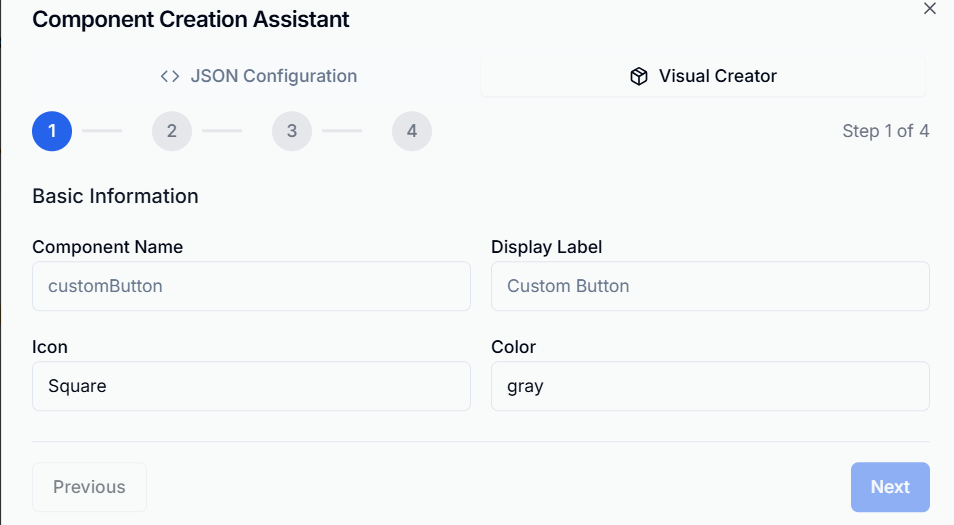 Component Creation Assistant
JSON Configuration
Visual Creator
1
2
3
4
Step 1 of 4
Basic Information
Component Name
Display Label
customButton
Custom Button
Icon
Color
Square
gray
Previous
Next